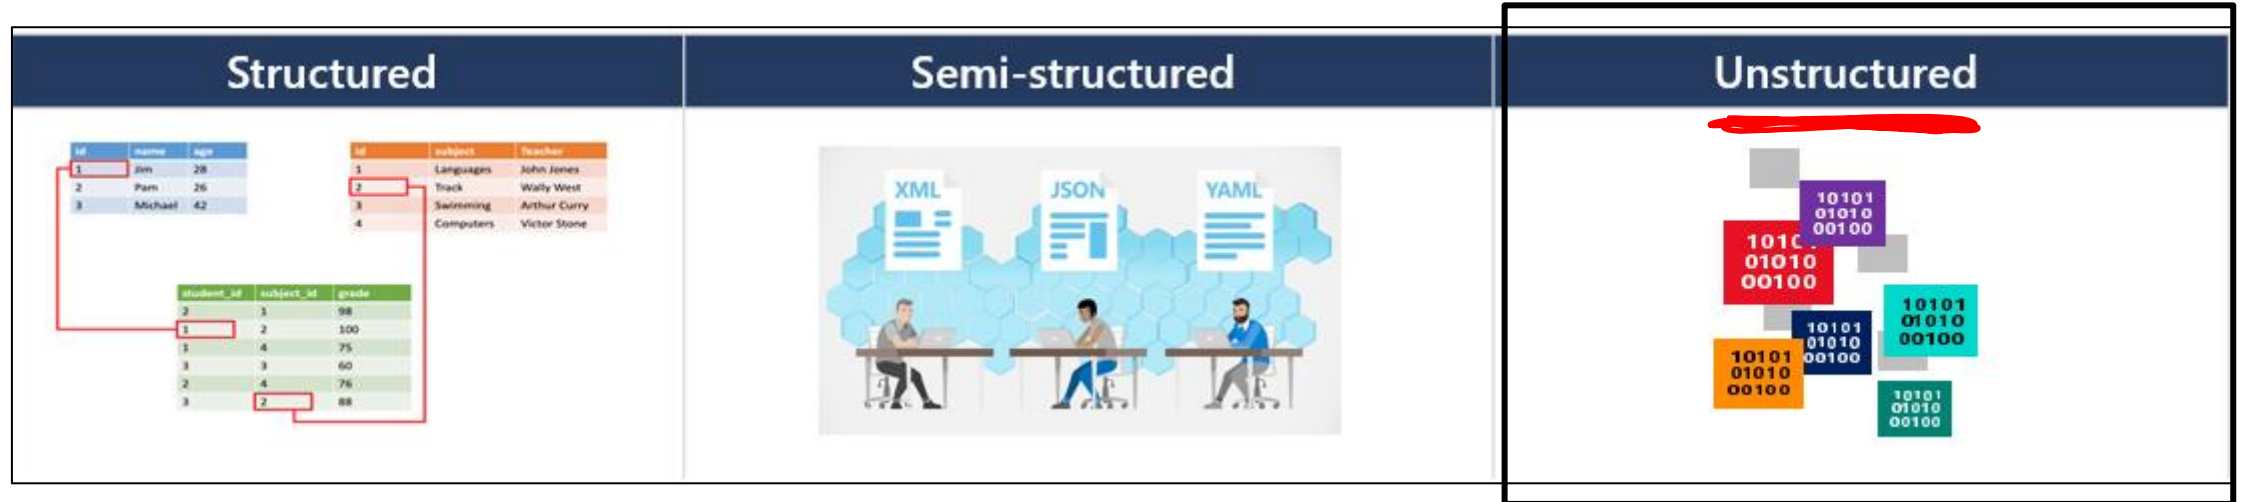 Structured
Semi-structured
Unstructured
id name age
1 Jim 28
2 Pam 26
3 Michael 42
id subject Teacher
1 Languages John Jones
2 Track Wally West
3 Swimming Arthur Curry
4 Computers Victor Stone
student_id subject_id grade
2 1 98
1 2 100
1 4 75
3 3 60
2 4 76
3 2 88
XML
JSON
YAML
10101
01010
00100
1010
01010
00100
10101
01010
00100
10101
01010
00100
10101
01010
00100
10101
01010
00100